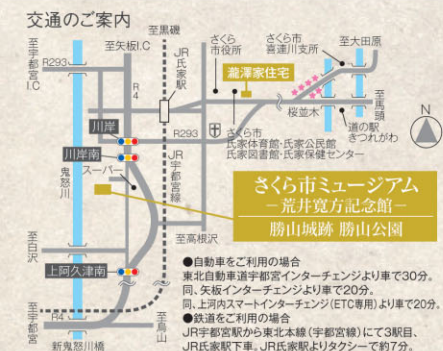 交通のご案内
至黒磯
至宇都宮I.C
R293
至矢板I.C
R4
JR氏家駅
さくら市役所
瀧澤家住宅
さくら市喜連川支所
至大田原
桜並木
至馬頭
道の駅
きつれがわ
N
川岸
R293
さくら市
氏家体育館・氏家公民館
氏家図書館・氏家保健センター
川岸南
スーパー
鬼怒川
JR宇都宮線
さくら市ミュージアム
－荒井寛方記念館－
勝山城跡 勝山公園
至白沢
至高根沢
上阿久津南
至宇都宮
R4
新鬼怒川橋
至烏山
●自動車をご利用の場合
東北自動車道宇都宮インターチェンジより車で30分。
同、矢板インターチェンジより車で20分。
同、上河内スマートインターチェンジ(ETC専用)より車で20分。
●鉄道をご利用の場合
JR宇都宮駅から東北本線(宇都宮線)にて3駅目、
JR氏家駅下車。JR氏家駅よりタクシーで約7分。